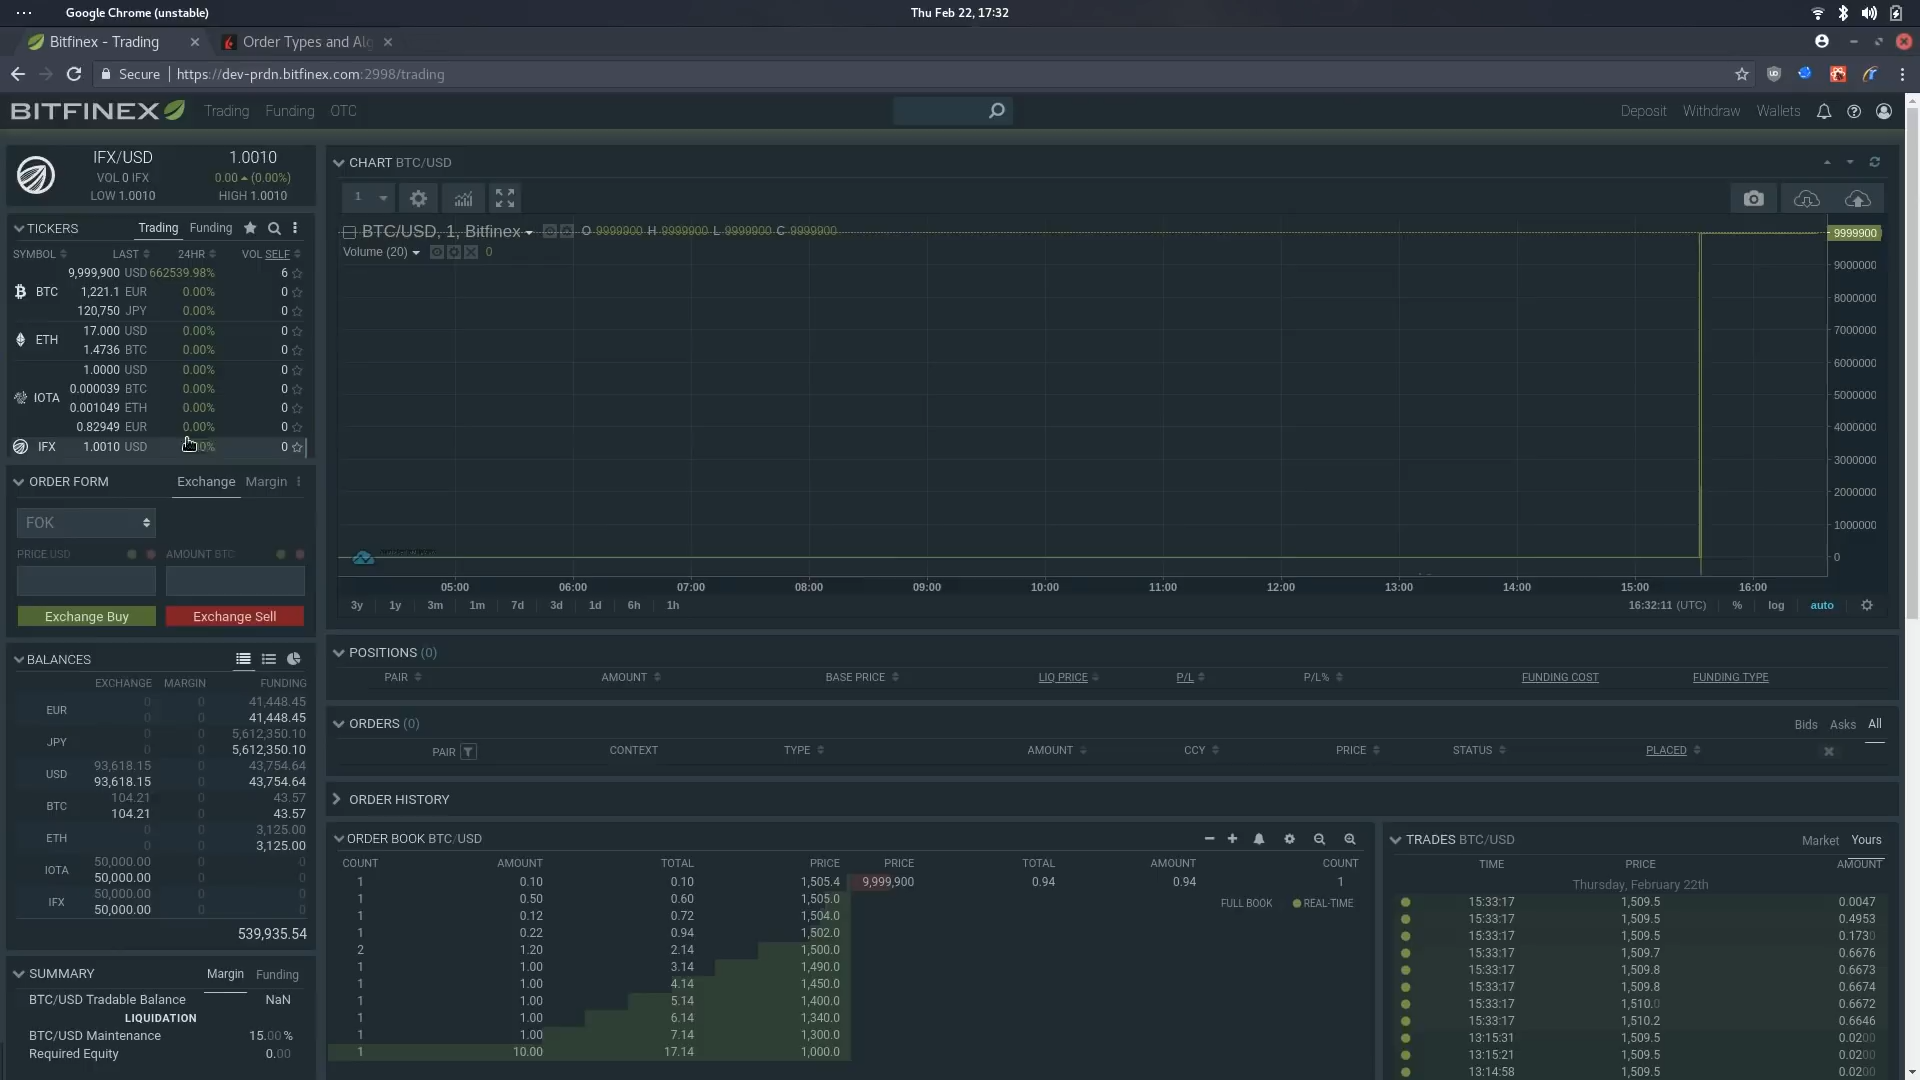 Google Chrome (unstable)
Thu Feb 22, 17:32
Bitfinex - Trading
Order Types and Alg
Secure
https://dev-prdn.bitfinex.com:2998/trading
BITFINEX Trading Funding OTC
Deposit Withdraw Wallets
IFX/USD 1.0010
VOL 0 IFX 0.00 (0.00%)
LOW 1.0010 HIGH 1.0010
TICKERS Trading Funding
SYMBOL LAST 24HR VOL SELF
9,999,900 USD 662539.98% 6
BTC 1,221.1 EUR 0.00% 0
120,750 JPY 0.00% 0
17.000 USD 0.00% 0
ETH
1.4736 BTC 0.00% 0
1.0000 USD 0.00% 0
0.000039 BTC 0.00% 0
IOTA
0.001049 ETH 0.00% 0
0.82949 EUR 0.00% 0
IFX 1.0010 USD 0
ORDER FORM Exchange Margin
FOK
PRICE USD AMOUNT BTC
Exchange Buy Exchange Sell
BALANCES
EXCHANGE MARGIN FUNDING
0 0 41,448.45
EUR
0 0 41,448.45
0 0 5,612,350.10
JPY
0 0 5,612,350.10
93,618.15 0 43,754.64
USD
93,618.15 0 43,754.64
104.21 0 43.57
BTC
104.21 0 43.57
0 0 3,125.00
ETH
0 0 3,125.00
50,000.00 0 0
IOTA
50,000.00 0 0
50,000.00 0 0
IFX
50,000.00 0 0
539,935.54
SUMMARY Margin Funding
BTC/USD Tradable Balance NaN
LIQUIDATION
BTC/USD Maintenance 15.00 %
Required Equity 0.00
CHART BTC/USD
1
BTC/USD, 1, Bitfinex O 9999900 H 9999900 L 9999900 C 9999900
Volume (20) 0
9999900
9000000
8000000
7000000
6000000
5000000
4000000
3000000
2000000
1000000
0
05:00 06:00 07:00 08:00 09:00 10:00 11:00 12:00 13:00 14:00 15:00 16:00
3y 1y 3m 1m 7d 3d 1d 6h 1h
16:32:11 (UTC) % log auto
POSITIONS (0)
PAIR AMOUNT BASE PRICE LIQ PRICE P/L P/L% FUNDING COST FUNDING TYPE
ORDERS (0) Bids Asks All
PAIR CONTEXT TYPE AMOUNT CCY PRICE STATUS PLACED
ORDER HISTORY
ORDER BOOK BTC/USD
COUNT AMOUNT TOTAL PRICE PRICE TOTAL AMOUNT COUNT
1 0.10 0.10 1,505.4 9,999,900 0.94 0.94 1
1 0.50 0.60 1,505.0
FULL BOOK REAL-TIME
1 0.12 0.72 1,504.0
1 0.22 0.94 1,502.0
2 1.20 2.14 1,500.0
1 1.00 3.14 1,490.0
1 1.00 4.14 1,450.0
1 1.00 5.14 1,400.0
1 1.00 6.14 1,340.0
1 1.00 7.14 1,300.0
1 10.00 17.14 1,000.0
TRADES BTC/USD Market Yours
TIME PRICE AMOUNT
Thursday, February 22th
15:33:17 1,509.5 0.0047
15:33:17 1,509.5 0.4953
15:33:17 1,509.5 0.1730
15:33:17 1,509.7 0.6676
15:33:17 1,509.8 0.6673
15:33:17 1,509.8 0.6674
15:33:17 1,510.0 0.6672
15:33:17 1,510.2 0.6646
13:15:31 1,509.5 0.0200
13:15:21 1,509.5 0.0200
13:14:58 1,509.5 0.0200